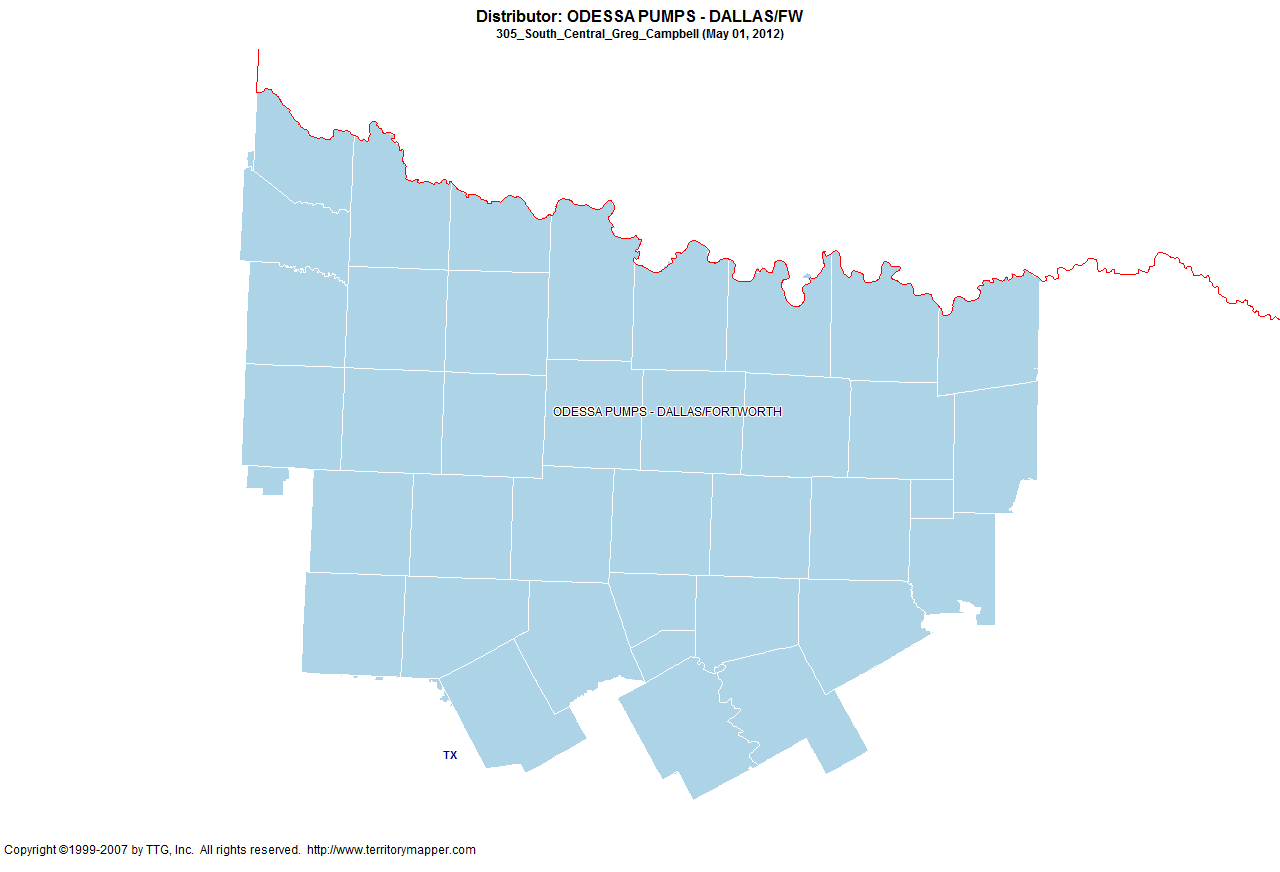 Distributor: ODESSA PUMPS - DALLAS/FW
305_South_Central_Greg_Campbell (May 01, 2012)
ODESSA PUMPS - DALLAS/FORTWORTH
TX
Copyright ©1999-2007 by TTG, Inc.  All rights reserved.  http://www.territorymapper.com